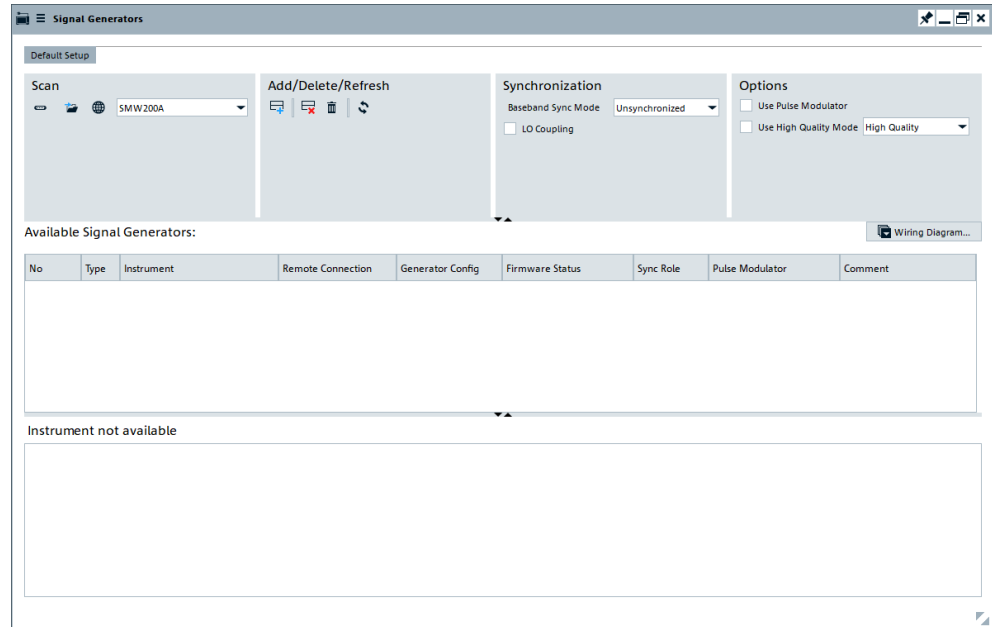 Signal Generators
Default Setup
Scan
SMW200A
Add/Delete/Refresh
Synchronization
Baseband Sync Mode Unsynchronized
LO Coupling
Options
Use Pulse Modulator
Use High Quality Mode High Quality
Available Signal Generators:
Wiring Diagram...
No Type Instrument Remote Connection Generator Config Firmware Status Sync Role Pulse Modulator Comment
Instrument not available